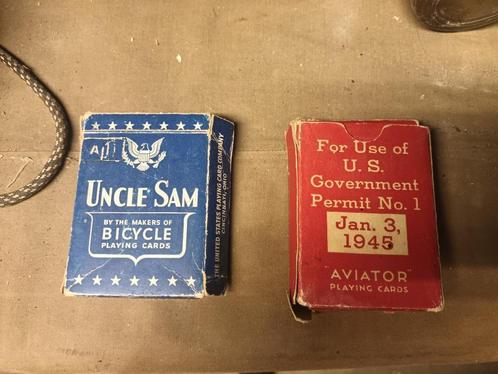 A
UNCLE SAM
BY THE MAKERS OF
BICYCLE
PLAYING CARDS
THE UNITED STATES PLAYING CARD COMPANY
CINCINNATI, OHIO
For Use of
U. S.
Government
Permit No. 1
Jan. 3,
1945
"AVIATOR"
PLAYING CARDS